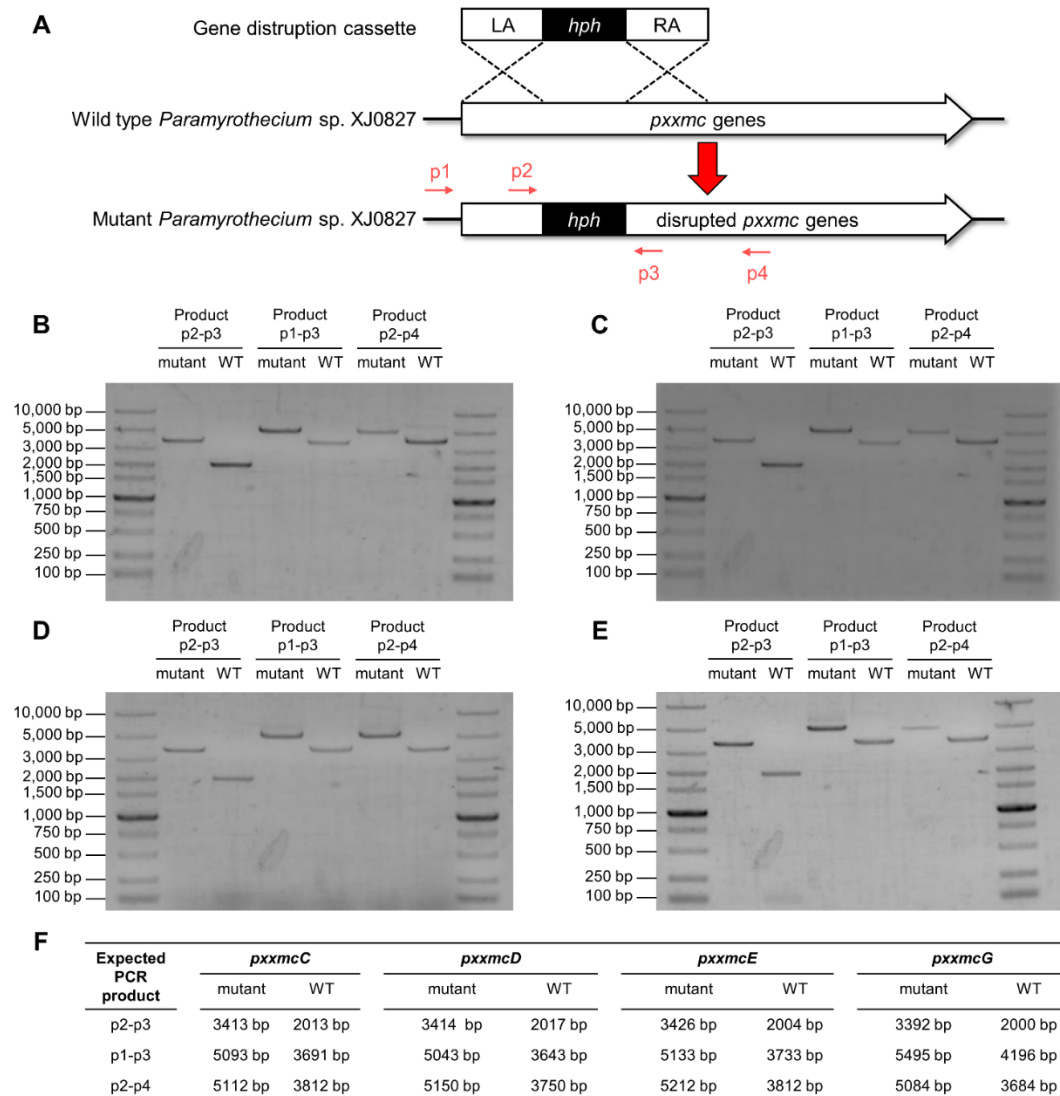 A
Gene distruption cassette
LA hph RA
Wild type Paramyrothecium sp. XJ0827
pxxmc genes
p1 p2
Mutant Paramyrothecium sp. XJ0827
hph disrupted pxxmc genes
p3 p4
B
Product Product Product
p2-p3 p1-p3 p2-p4
mutant WT mutant WT mutant WT
10,000 bp
5,000 bp
3,000 bp
2,000 bp
1,500 bp
1,000 bp
750 bp
500 bp
250 bp
100 bp
C
Product Product Product
p2-p3 p1-p3 p2-p4
mutant WT mutant WT mutant WT
10,000 bp
5,000 bp
3,000 bp
2,000 bp
1,500 bp
1,000 bp
750 bp
500 bp
250 bp
100 bp
D
Product Product Product
p2-p3 p1-p3 p2-p4
mutant WT mutant WT mutant WT
10,000 bp
5,000 bp
3,000 bp
2,000 bp
1,500 bp
1,000 bp
750 bp
500 bp
250 bp
100 bp
E
Product Product Product
p2-p3 p1-p3 p2-p4
mutant WT mutant WT mutant WT
10,000 bp
5,000 bp
3,000 bp
2,000 bp
1,500 bp
1,000 bp
750 bp
500 bp
250 bp
100 bp
F
Expected PCR product pxxmcC pxxmcD pxxmcE pxxmcG
mutant WT mutant WT mutant WT mutant WT
p2-p3 3413 bp 2013 bp 3414 bp 2017 bp 3426 bp 2004 bp 3392 bp 2000 bp
p1-p3 5093 bp 3691 bp 5043 bp 3643 bp 5133 bp 3733 bp 5495 bp 4196 bp
p2-p4 5112 bp 3812 bp 5150 bp 3750 bp 5212 bp 3812 bp 5084 bp 3684 bp